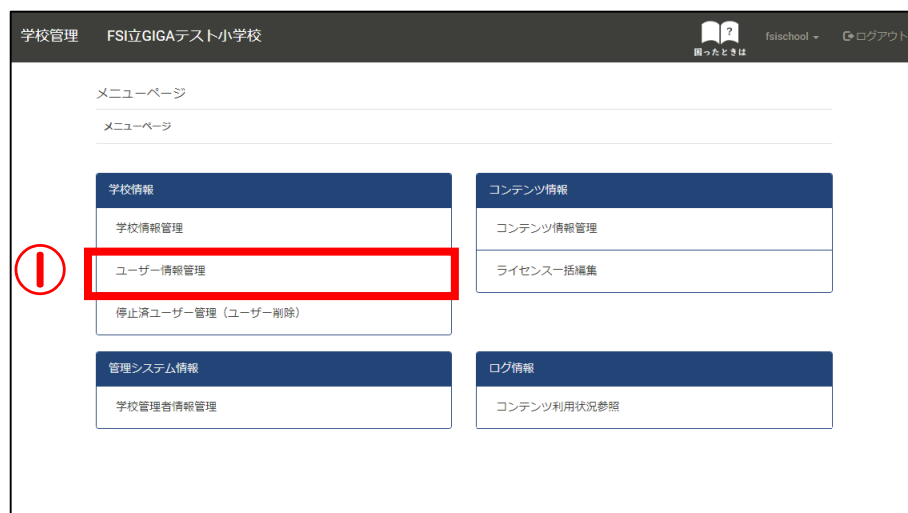 学校管理 FSI立GIGAテスト小学校 ? 困ったときは fsischool ログアウト
メニューページ
メニューページ
学校情報
学校情報管理
① ユーザー情報管理
停止済ユーザー管理（ユーザー削除）
コンテンツ情報
コンテンツ情報管理
ライセンス一括編集
管理システム情報
学校管理者情報管理
ログ情報
コンテンツ利用状況参照